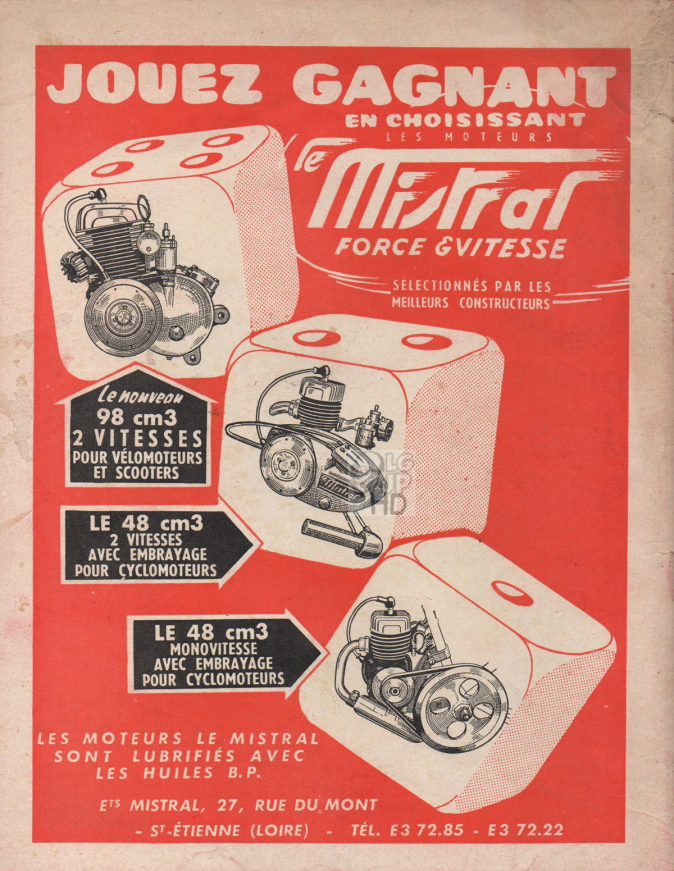 JOUEZ GAGNANT
EN CHOISISSANT
LES MOTEURS
le Mistral
FORCE & VITESSE
SÉLECTIONNÉS PAR LES
MEILLEURS CONSTRUCTEURS
Le nouveau
98 cm3
2 VITESSES
POUR VÉLOMOTEURS
ET SCOOTERS
Mistral
LE 48 cm3
2 VITESSES
AVEC EMBRAYAGE
POUR CYCLOMOTEURS
LE 48 cm3
MONOVITESSE
AVEC EMBRAYAGE
POUR CYCLOMOTEURS
LES MOTEURS LE MISTRAL
SONT LUBRIFIÉS AVEC
LES HUILES B.P.
ETS MISTRAL, 27, RUE DU MONT
- ST-ÉTIENNE (LOIRE) - TÉL. E3 72.85 - E3 72.22